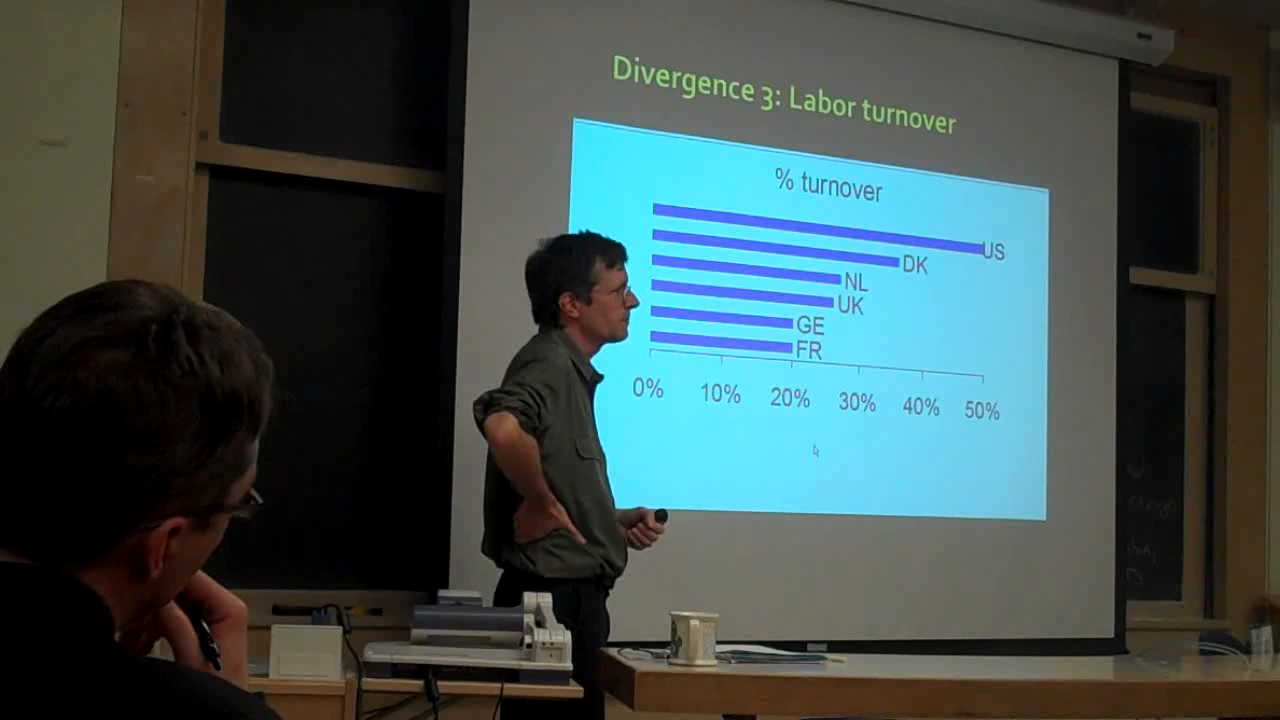 Divergence 3: Labor turnover
% turnover
US
DK
NL
UK
GE
FR
0% 10% 20% 30% 40% 50%